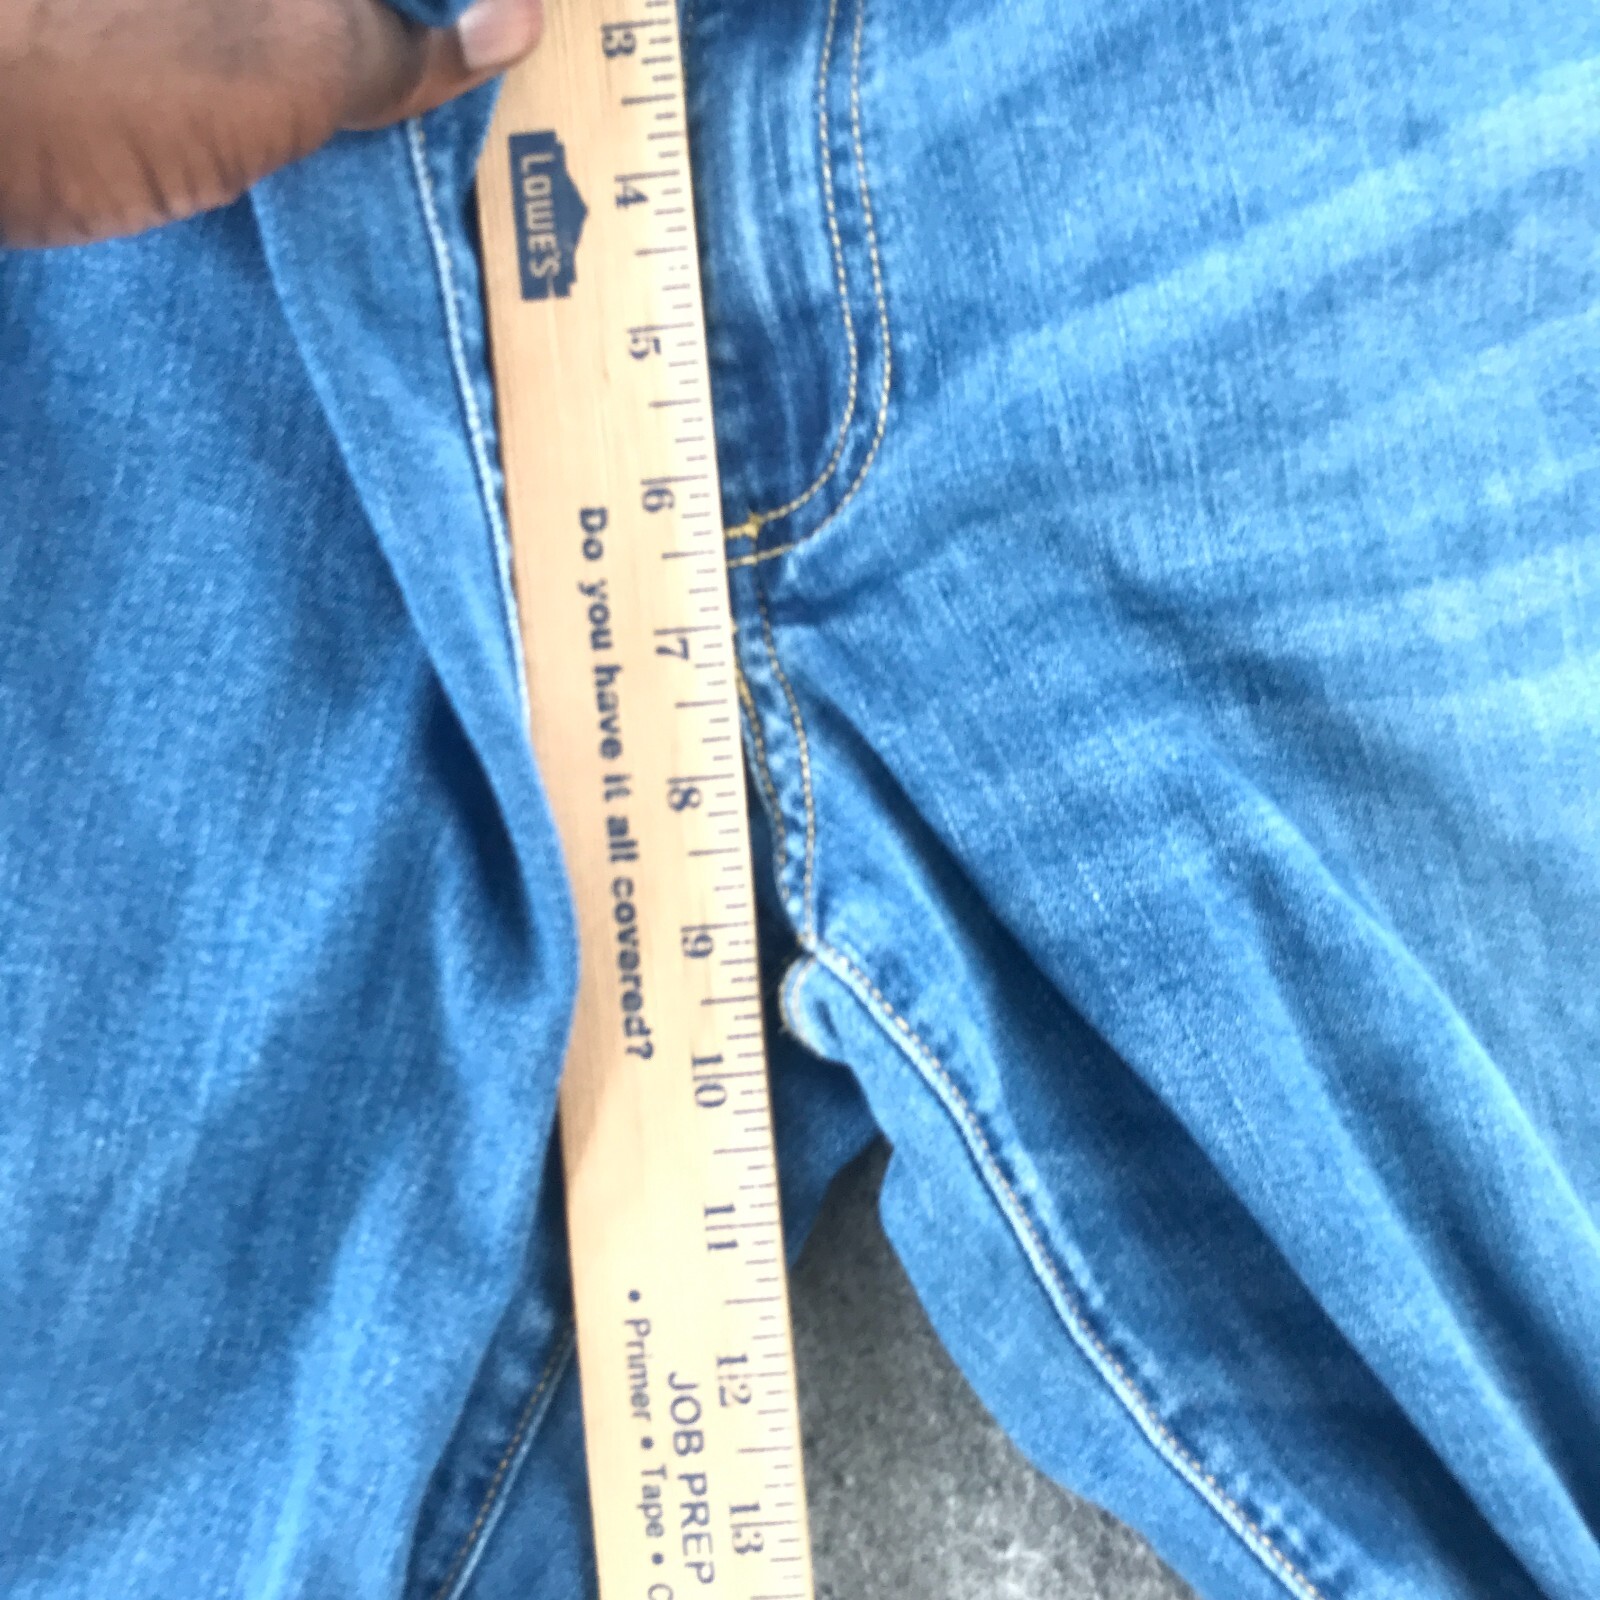 3
4
5
6
7
8
9
10
11
12
13
LOWE'S
Do you have it all covered?
JOB PREP
• Primer • Tape •